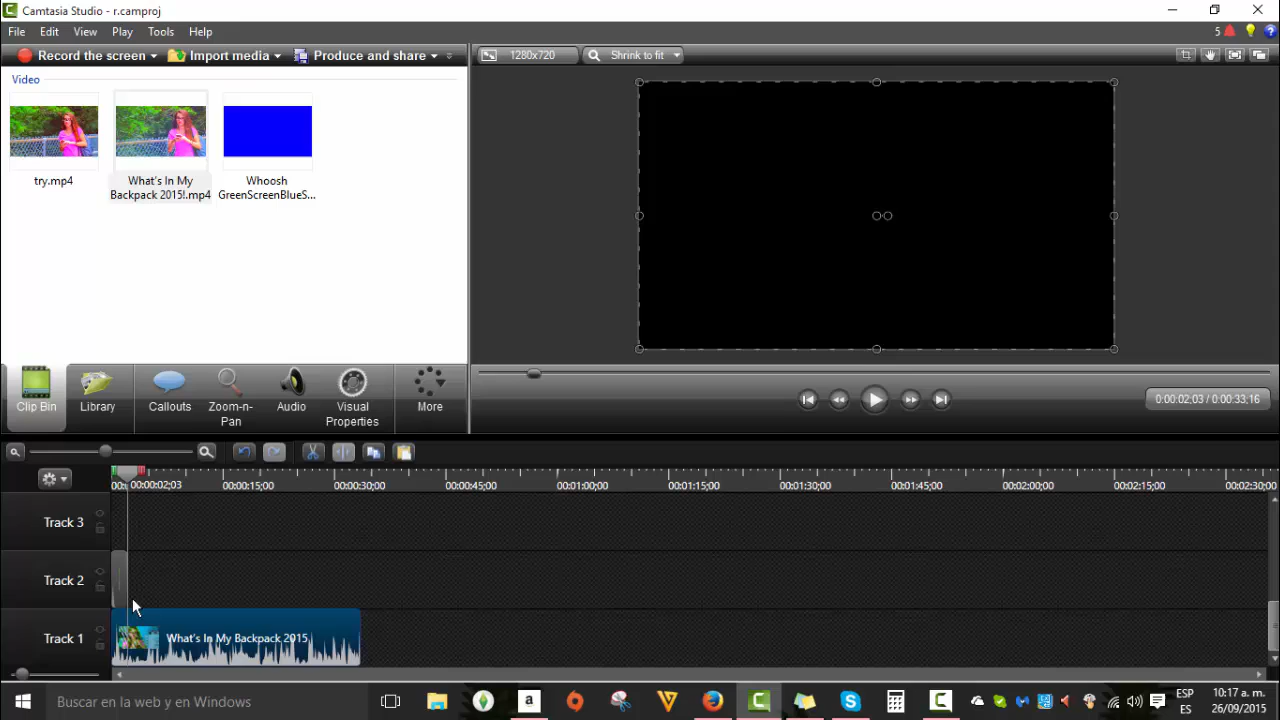 Camtasia Studio - r.camproj
File Edit View Play Tools Help
5
Record the screen Import media Produce and share
1280x720 Shrink to fit
Video
try.mp4
What's In My
Backpack 2015!.mp4
Whoosh
GreenScreenBlueS...
Clip Bin
Library
Callouts
Zoom-n-
Pan
Audio
Visual
Properties
More
0:00:02;03 / 0:00:33;16
00:00:02;03 00:00:15;00 00:00:30;00 00:00:45;00 00:01:00;00 00:01:15;00 00:01:30;00 00:01:45;00 00:02:00;00 00:02:15;00 00:02:30;00
Track 3
Track 2
Track 1
What's In My Backpack 2015
Buscar en la web y en Windows
a
ESP
ES
10:17 a. m.
26/09/2015